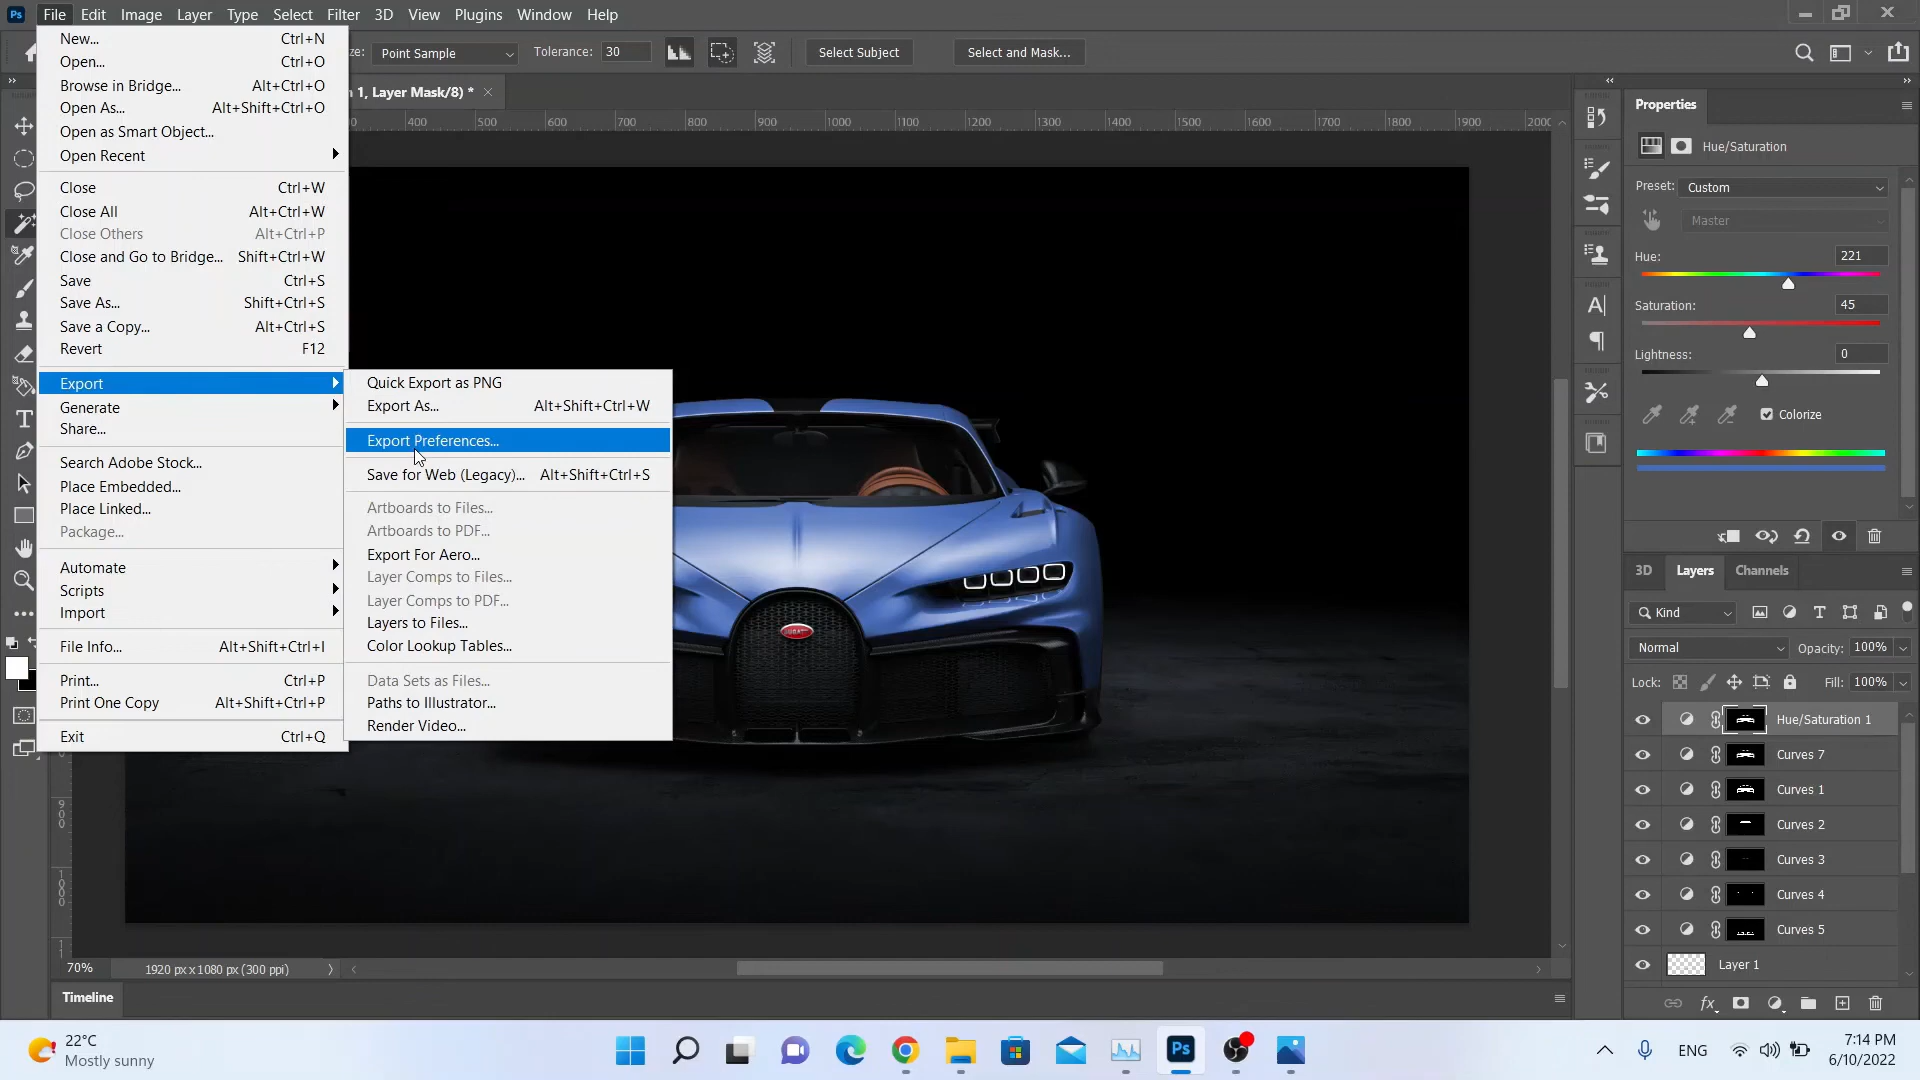 Ps File Edit Image Layer Type Select Filter 3D View Plugins Window Help
New... Ctrl+N
Open... Ctrl+O
Browse in Bridge... Alt+Ctrl+O
Open As... Alt+Shift+Ctrl+O
Open as Smart Object...
Open Recent
Close Ctrl+W
Close All Alt+Ctrl+W
Close Others Alt+Ctrl+P
Close and Go to Bridge... Shift+Ctrl+W
Save Ctrl+S
Save As... Shift+Ctrl+S
Save a Copy... Alt+Ctrl+S
Revert F12
Export
Generate
Share...
Search Adobe Stock...
Place Embedded...
Place Linked...
Package...
Automate
Scripts
Import
File Info... Alt+Shift+Ctrl+I
Print... Ctrl+P
Print One Copy Alt+Shift+Ctrl+P
Exit Ctrl+Q
Quick Export as PNG
Export As... Alt+Shift+Ctrl+W
Export Preferences...
Save for Web (Legacy)... Alt+Shift+Ctrl+S
Artboards to Files...
Artboards to PDF...
Export For Aero...
Layer Comps to Files...
Layer Comps to PDF...
Layers to Files...
Color Lookup Tables...
Data Sets as Files...
Paths to Illustrator...
Render Video...
ze: Point Sample Tolerance: 30 Select Subject Select and Mask...
n 1, Layer Mask/8) *
400 500 600 700 800 900 1000 1100 1200 1300 1400 1500 1600 1700 1800 1900 2000
900
1000
11
BUGATTI
70% 1920 px x 1080 px (300 ppi)
Timeline
Properties
Hue/Saturation
Preset: Custom
Master
Hue: 221
Saturation: 45
Lightness: 0
Colorize
3D Layers Channels
Kind
Normal Opacity: 100%
Lock: Fill: 100%
Hue/Saturation 1
Curves 7
Curves 1
Curves 2
Curves 3
Curves 4
Curves 5
Layer 1
fx
22°C
Mostly sunny
Ps
ENG
7:14 PM
6/10/2022